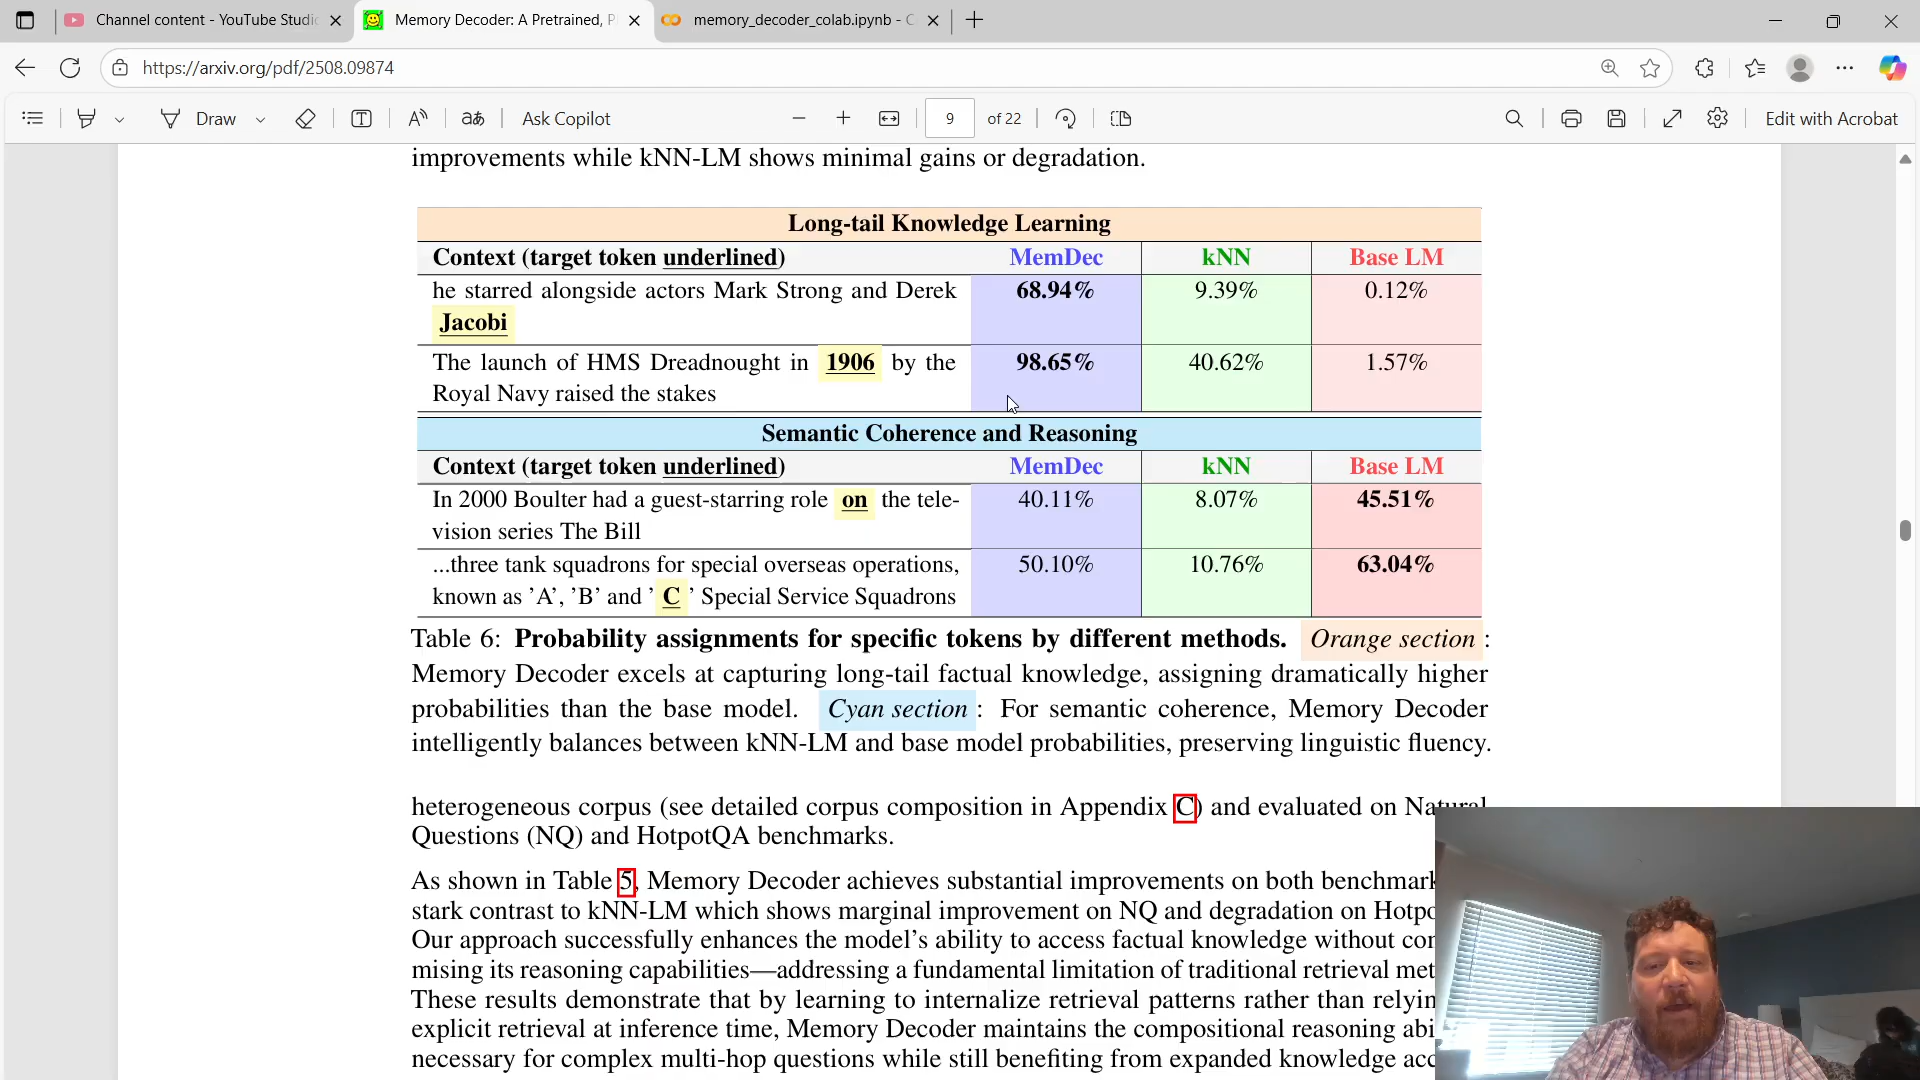 Channel content - YouTube Studio
Memory Decoder: A Pretrained, P
memory_decoder_colab.ipynb - C
https://arxiv.org/pdf/2508.09874
Draw
Ask Copilot
9 of 22
Edit with Acrobat
improvements while kNN-LM shows minimal gains or degradation.
Long-tail Knowledge Learning
Context (target token underlined) MemDec kNN Base LM
he starred alongside actors Mark Strong and Derek 68.94% 9.39% 0.12%
Jacobi
The launch of HMS Dreadnought in 1906 by the 98.65% 40.62% 1.57%
Royal Navy raised the stakes
Semantic Coherence and Reasoning
Context (target token underlined) MemDec kNN Base LM
In 2000 Boulter had a guest-starring role on the tele- 40.11% 8.07% 45.51%
vision series The Bill
...three tank squadrons for special overseas operations, 50.10% 10.76% 63.04%
known as ’A’, ’B’ and ’ C ’ Special Service Squadrons
Table 6: Probability assignments for specific tokens by different methods. Orange section :
Memory Decoder excels at capturing long-tail factual knowledge, assigning dramatically higher
probabilities than the base model. Cyan section : For semantic coherence, Memory Decoder
intelligently balances between kNN-LM and base model probabilities, preserving linguistic fluency.
heterogeneous corpus (see detailed corpus composition in Appendix C) and evaluated on Natural
Questions (NQ) and HotpotQA benchmarks.
As shown in Table 5, Memory Decoder achieves substantial improvements on both benchmark
stark contrast to kNN-LM which shows marginal improvement on NQ and degradation on Hotpo
Our approach successfully enhances the model’s ability to access factual knowledge without com
mising its reasoning capabilities—addressing a fundamental limitation of traditional retrieval met
These results demonstrate that by learning to internalize retrieval patterns rather than relyin
explicit retrieval at inference time, Memory Decoder maintains the compositional reasoning abi
necessary for complex multi-hop questions while still benefiting from expanded knowledge acc